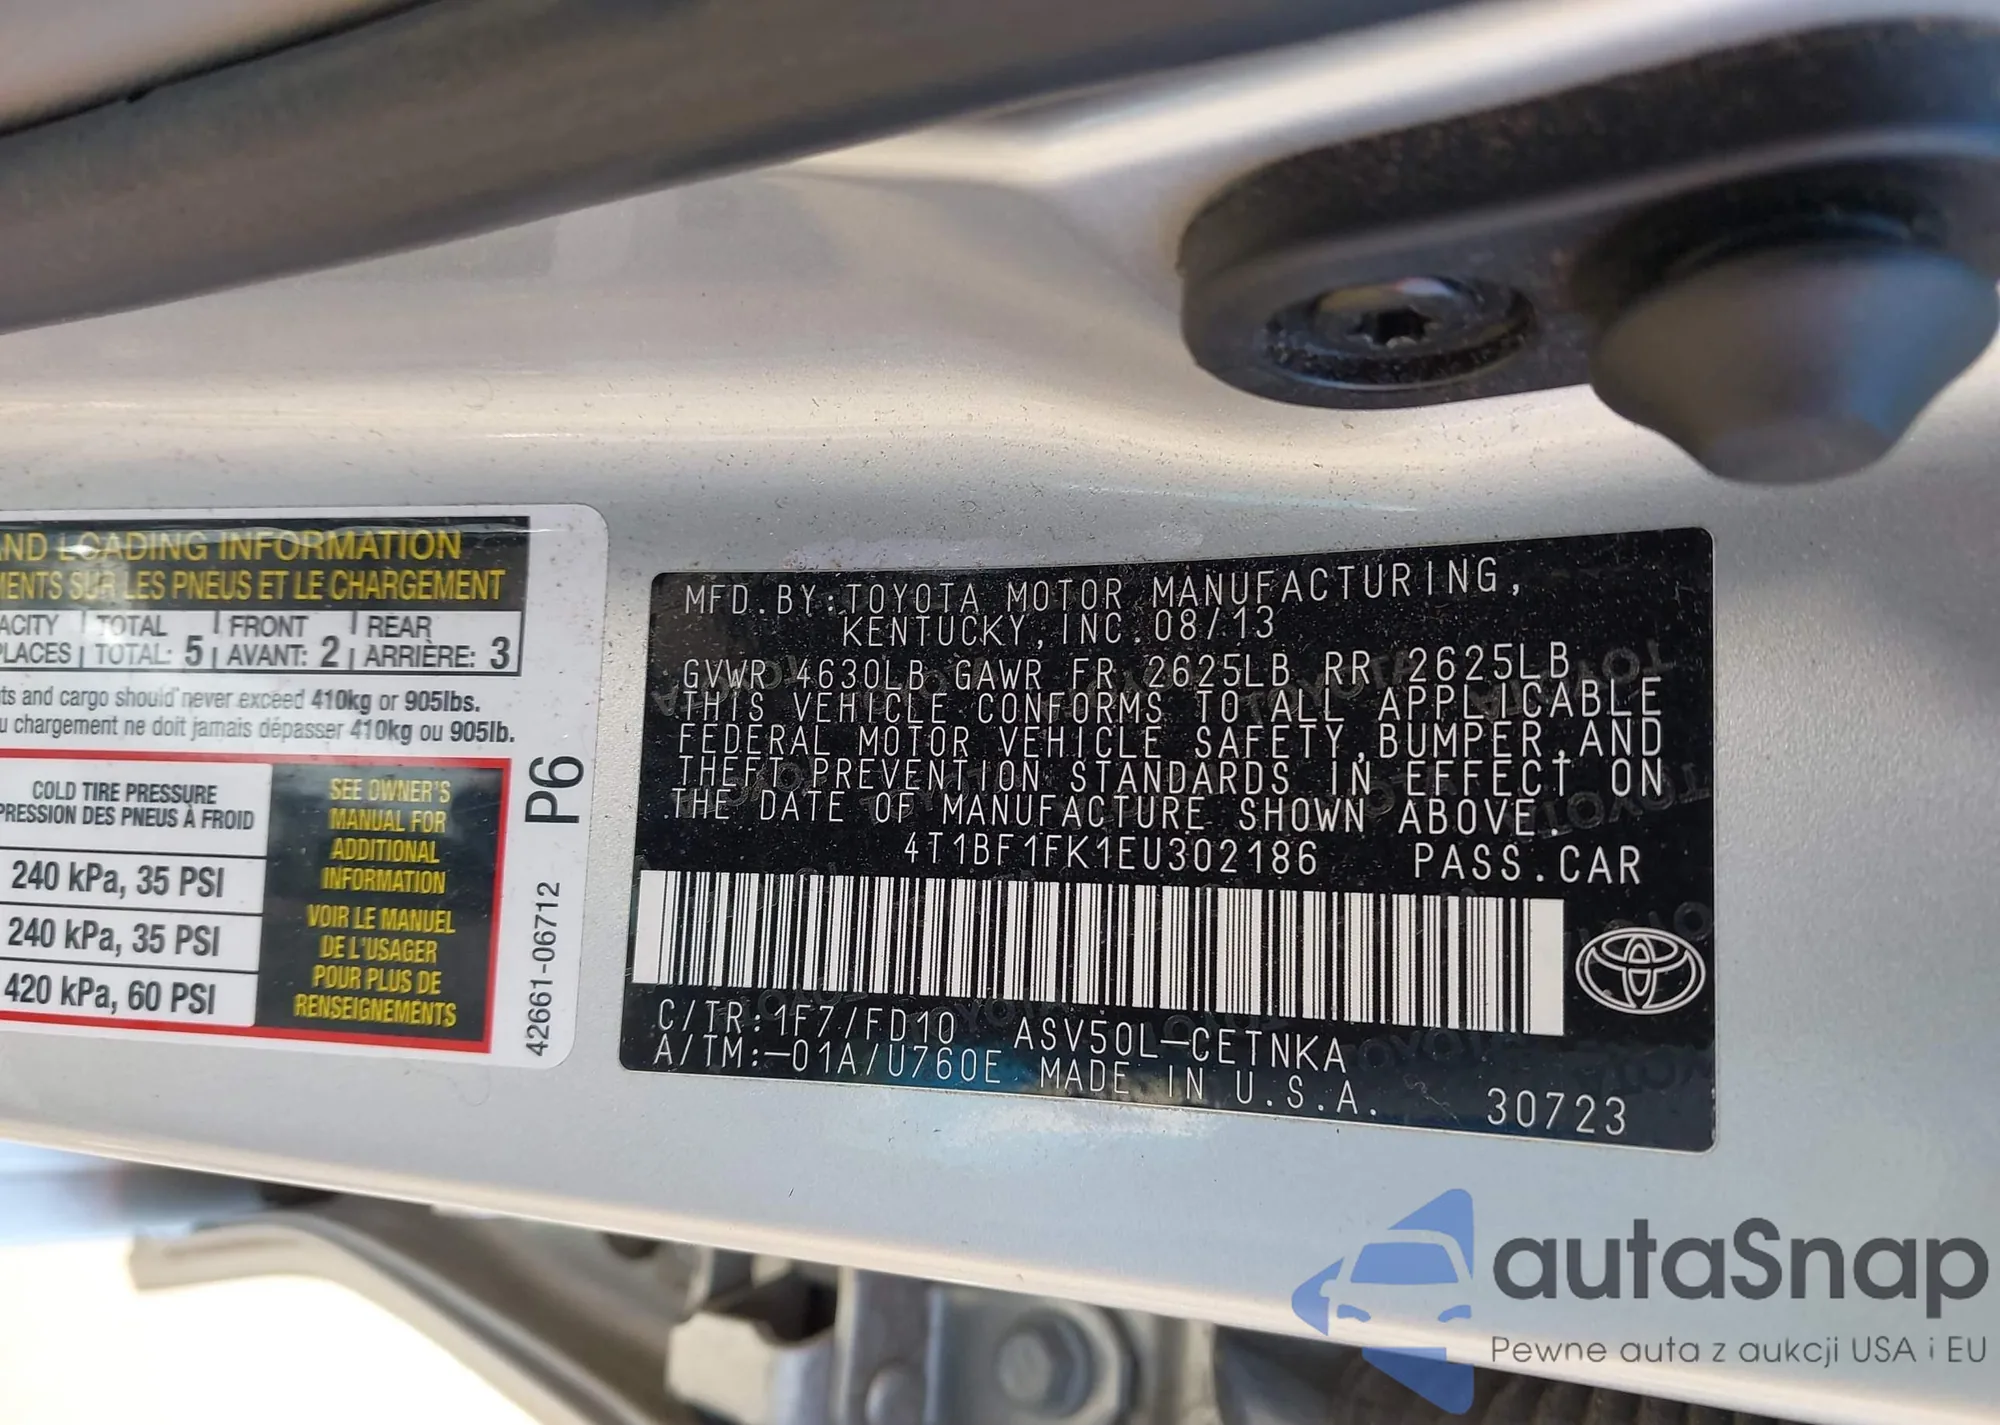 AND LOADING INFORMATION
MENTS SUR LES PNEUS ET LE CHARGEMENT
ACITY TOTAL FRONT REAR
PLACES TOTAL: 5 AVANT: 2 ARRIÈRE: 3
ts and cargo should never exceed 410kg or 905lbs.
u chargement ne doit jamais dépasser 410kg ou 905lb.
COLD TIRE PRESSURE
PRESSION DES PNEUS À FROID
240 kPa, 35 PSI
240 kPa, 35 PSI
420 kPa, 60 PSI
SEE OWNER'S
MANUAL FOR
ADDITIONAL
INFORMATION
VOIR LE MANUEL
DE L'USAGER
POUR PLUS DE
RENSEIGNEMENTS
P6
42661-06712
MFD.BY:TOYOTA MOTOR MANUFACTURING,
KENTUCKY,INC.08/13
GVWR 4630LB GAWR FR 2625LB RR 2625LB
THIS VEHICLE CONFORMS TO ALL APPLICABLE
FEDERAL MOTOR VEHICLE SAFETY,BUMPER,AND
THEFT PREVENTION STANDARDS IN EFFECT ON
THE DATE OF MANUFACTURE SHOWN ABOVE.
4T1BF1FK1EU302186 PASS.CAR
C/TR:1F7/FD10 ASV50L-CETNKA
A/TM:-01A/U760E MADE IN U.S.A.
30723
autaSnap
Pewne auta z aukcji USA i EU